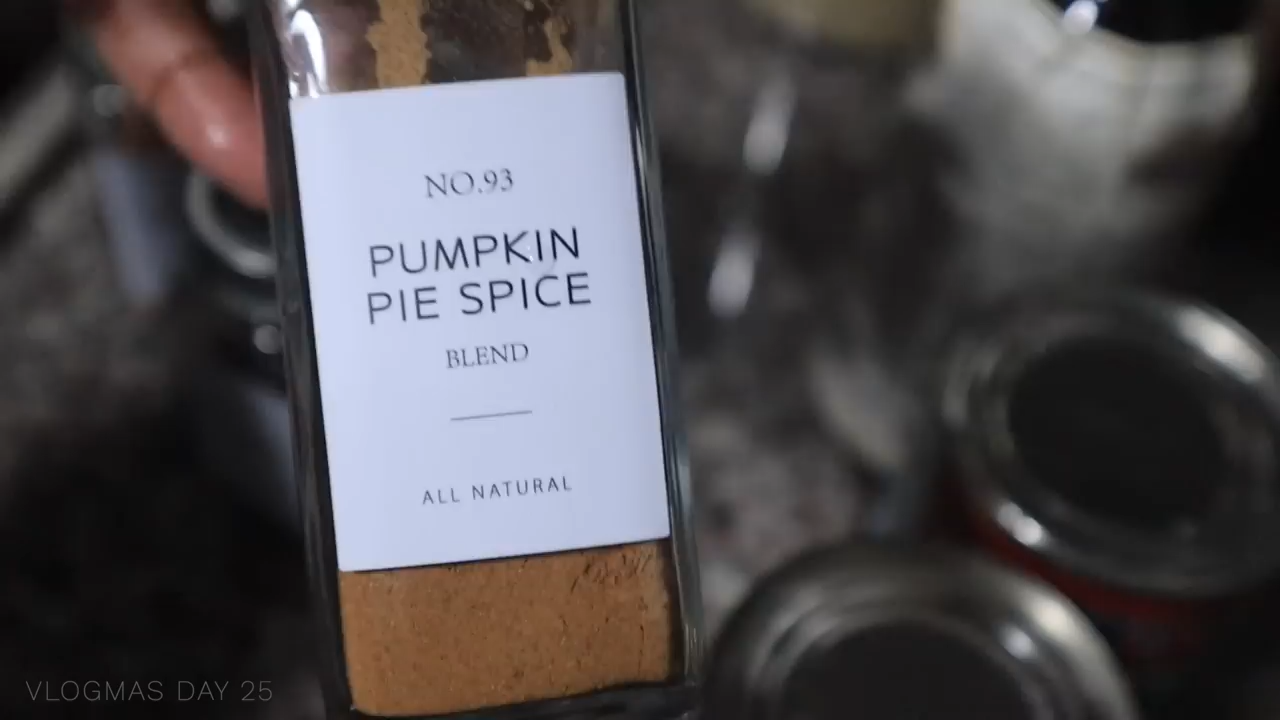 NO.93
PUMPKIN
PIE SPICE
BLEND
ALL NATURAL
VLOGMAS DAY 25